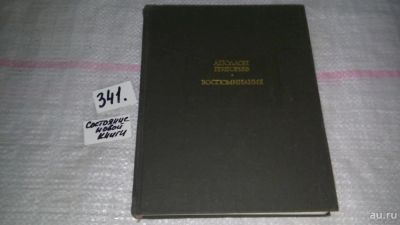 341.
СОСТОЯНИЕ
НОВОЙ
КНИГИ
АПОЛЛОН
ГРИГОРЬЕВ
ВОСПОМИНАНИЯ
au.ru